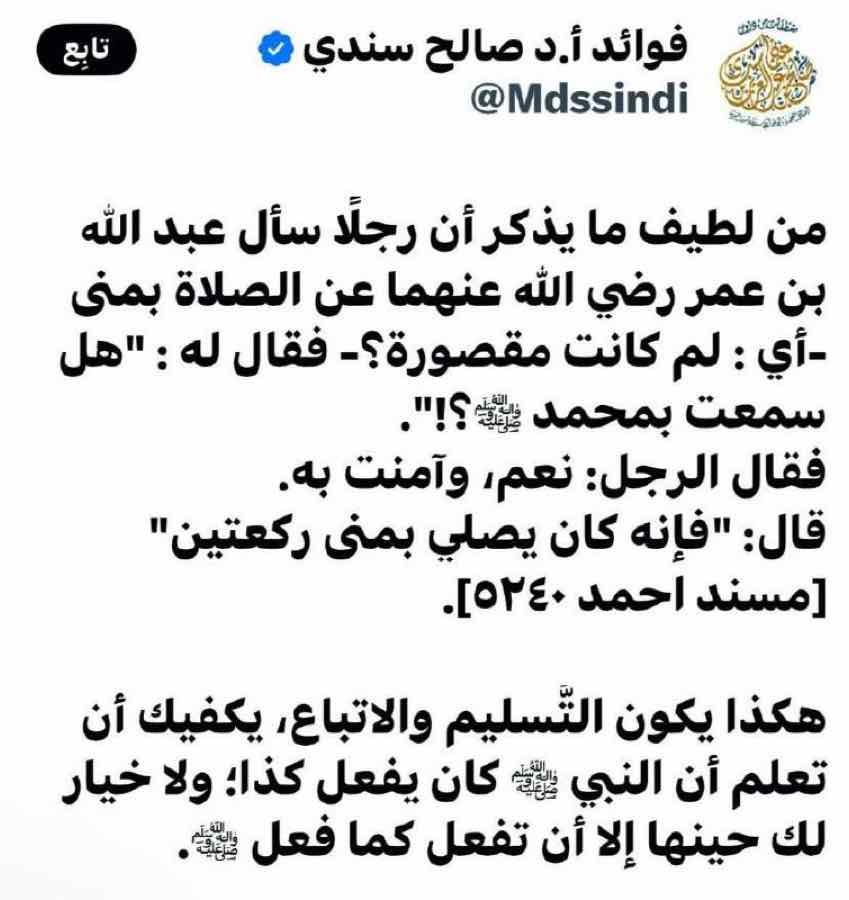 فوائد أ.د صالح سندي
تابِع
@Mdssindi
من لطيف ما يذكر أن رجلًا سأل عبد الله
بن عمر رضي الله عنهما عن الصلاة بمنى
-أي : لم كانت مقصورة؟- فقال له : "هل
سمعت بمحمد ﷺ؟!".
فقال الرجل: نعم، وآمنت به.
قال: "فإنه كان يصلي بمنى ركعتين"
[مسند احمد ٥٢٤٠].
هكذا يكون التَّسليم والاتباع، يكفيك أن
تعلم أن النبي ﷺ كان يفعل كذا؛ ولا خيار
لك حينها إلا أن تفعل كما فعل ﷺ.